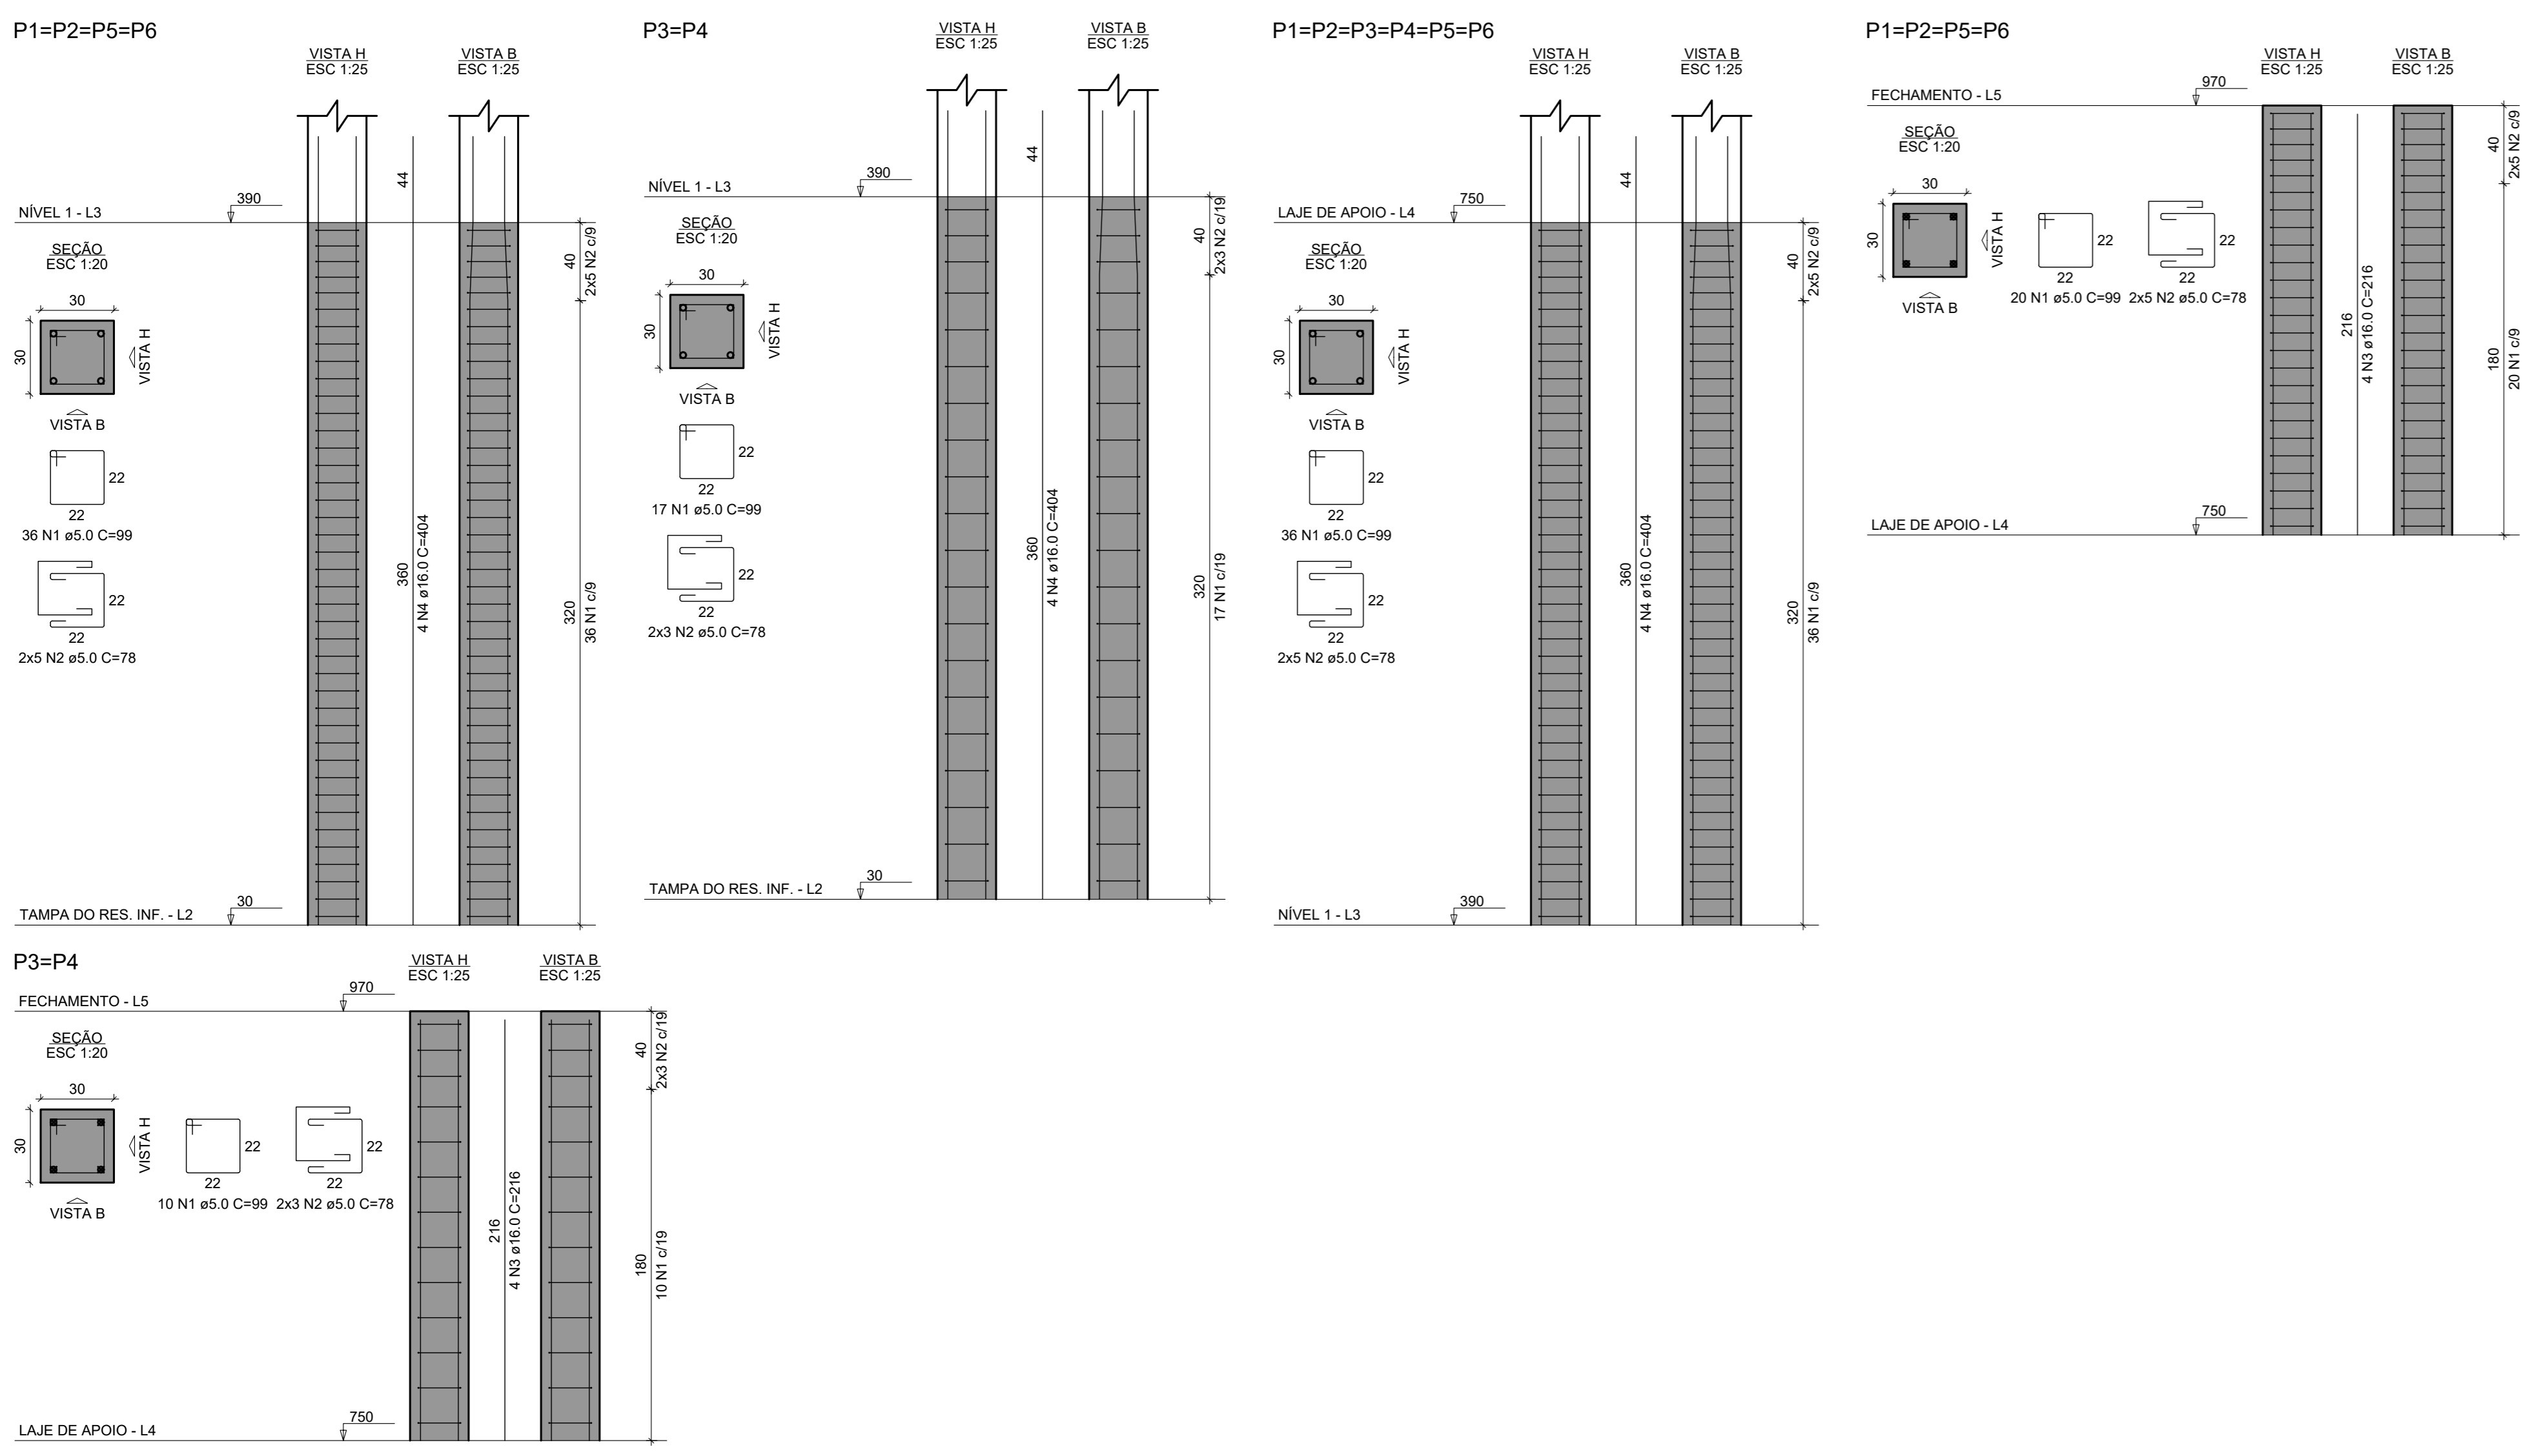 P1=P2=P5=P6
VISTA H
ESC 1:25
VISTA B
ESC 1:25
44
390
NÍVEL 1 - L3
SEÇÃO
ESC 1:20
30
30
VISTA H
VISTA B
22
22
36 N1 ø5.0 C=99
22
22
2x5 N2 ø5.0 C=78
360
4 N4 ø16.0 C=404
40
2x5 N2 c/9
320
36 N1 c/9
30
TAMPA DO RES. INF. - L2
P3=P4
VISTA H
ESC 1:25
VISTA B
ESC 1:25
44
390
NÍVEL 1 - L3
SEÇÃO
ESC 1:20
30
30
VISTA H
VISTA B
22
22
17 N1 ø5.0 C=99
22
22
2x3 N2 ø5.0 C=78
360
4 N4 ø16.0 C=404
40
2x3 N2 c/19
320
17 N1 c/19
30
TAMPA DO RES. INF. - L2
P1=P2=P3=P4=P5=P6
VISTA H
ESC 1:25
VISTA B
ESC 1:25
44
750
LAJE DE APOIO - L4
SEÇÃO
ESC 1:20
30
30
VISTA H
VISTA B
22
22
36 N1 ø5.0 C=99
22
22
2x5 N2 ø5.0 C=78
360
4 N4 ø16.0 C=404
40
2x5 N2 c/9
320
36 N1 c/9
390
NÍVEL 1 - L3
P1=P2=P5=P6
VISTA H
ESC 1:25
VISTA B
ESC 1:25
970
FECHAMENTO - L5
SEÇÃO
ESC 1:20
30
30
VISTA H
VISTA B
22
22
20 N1 ø5.0 C=99
22
22
2x5 N2 ø5.0 C=78
216
4 N3 ø16.0 C=216
40
2x5 N2 c/9
180
20 N1 c/9
750
LAJE DE APOIO - L4
P3=P4
VISTA H
ESC 1:25
VISTA B
ESC 1:25
970
FECHAMENTO - L5
SEÇÃO
ESC 1:20
30
30
VISTA H
VISTA B
22
22
10 N1 ø5.0 C=99
22
22
2x3 N2 ø5.0 C=78
216
4 N3 ø16.0 C=216
40
2x3 N2 c/19
180
10 N1 c/19
750
LAJE DE APOIO - L4